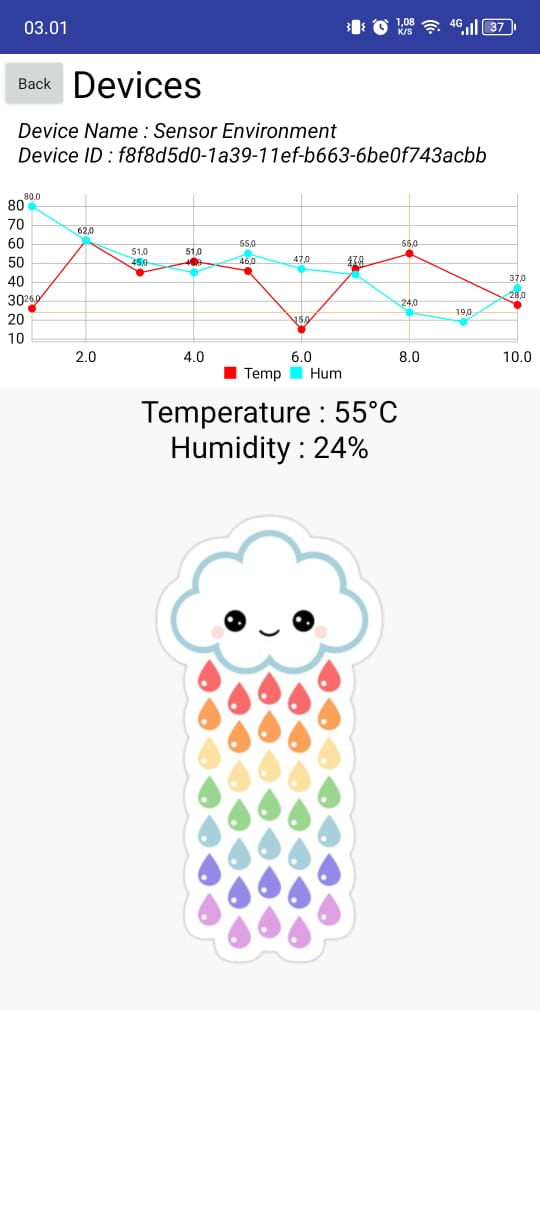 03.01 1,08 K/S 4G 37
Back Devices
Device Name : Sensor Environment
Device ID : f8f8d5d0-1a39-11ef-b663-6be0f743acbb
80 80,0
70
62,0
60 55,0 55,0
51,0 51,0 47,0 47,0
50 45,0 45,0 46,0
40 37,0
30 26,0 24,0 28,0
20 15,0 19,0
10
2.0 4.0 6.0 8.0 10.0
Temp Hum
Temperature : 55°C
Humidity : 24%